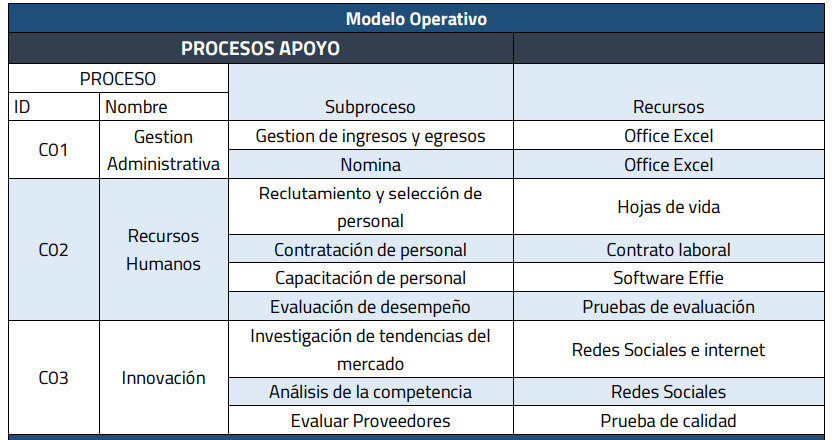 Modelo Operativo
PROCESOS APOYO
PROCESO
ID
Nombre
Subproceso
Recursos
C01
Gestion
Administrativa
Gestion de ingresos y egresos
Office Excel
Nomina
Office Excel
C02
Recursos
Humanos
Reclutamiento y selección de
personal
Hojas de vida
Contratación de personal
Contrato laboral
Capacitación de personal
Software Effie
Evaluación de desempeño
Pruebas de evaluación
C03
Innovación
Investigación de tendencias del
mercado
Redes Sociales e internet
Análisis de la competencia
Redes Sociales
Evaluar Proveedores
Prueba de calidad